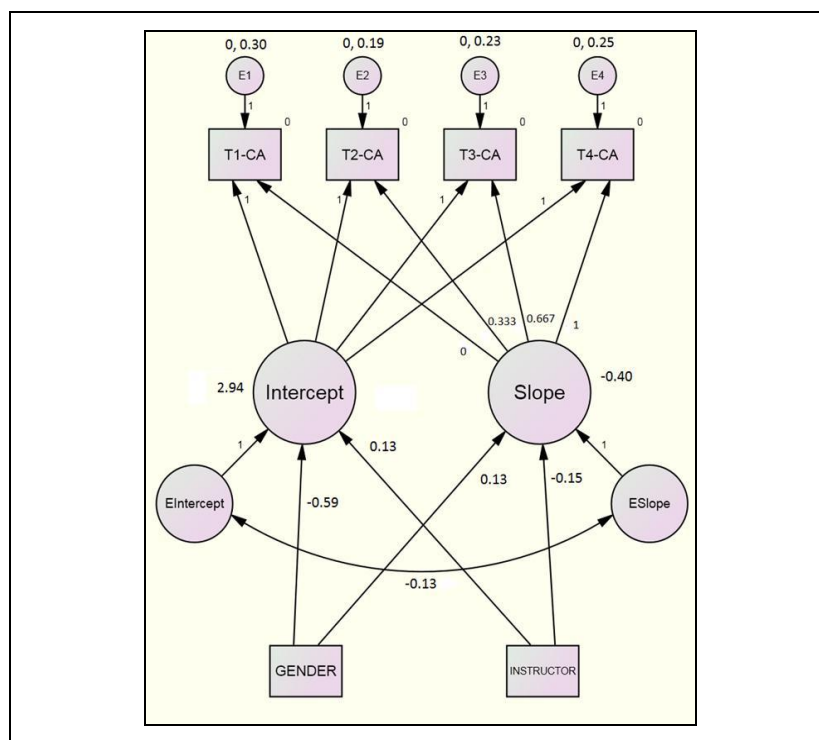 0, 0.30 0, 0.19 0, 0.23 0, 0.25
E1 E2 E3 E4
1 1 1 1
0 0 0 0
T1-CA T2-CA T3-CA T4-CA
1 1 1 1
0.333 0.667 1
0
2.94 Intercept Slope -0.40
1 0.13 1
0.13 -0.15
EIntercept -0.59 ESlope
-0.13
GENDER INSTRUCTOR